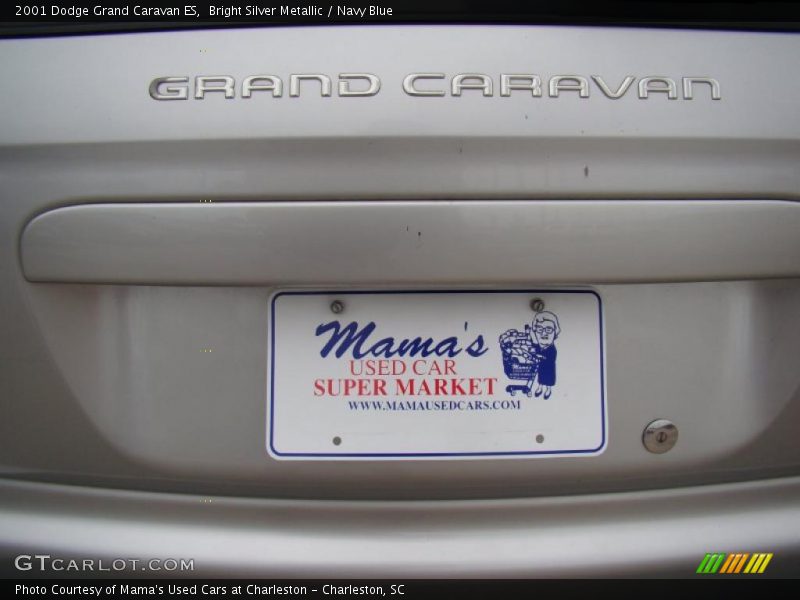 2001 Dodge Grand Caravan ES,  Bright Silver Metallic / Navy Blue
GRAND CARAVAN
Mama's
USED CAR
SUPER MARKET
WWW.MAMAUSEDCARS.COM
GTCARLOT.COM
Photo Courtesy of Mama's Used Cars at Charleston - Charleston, SC